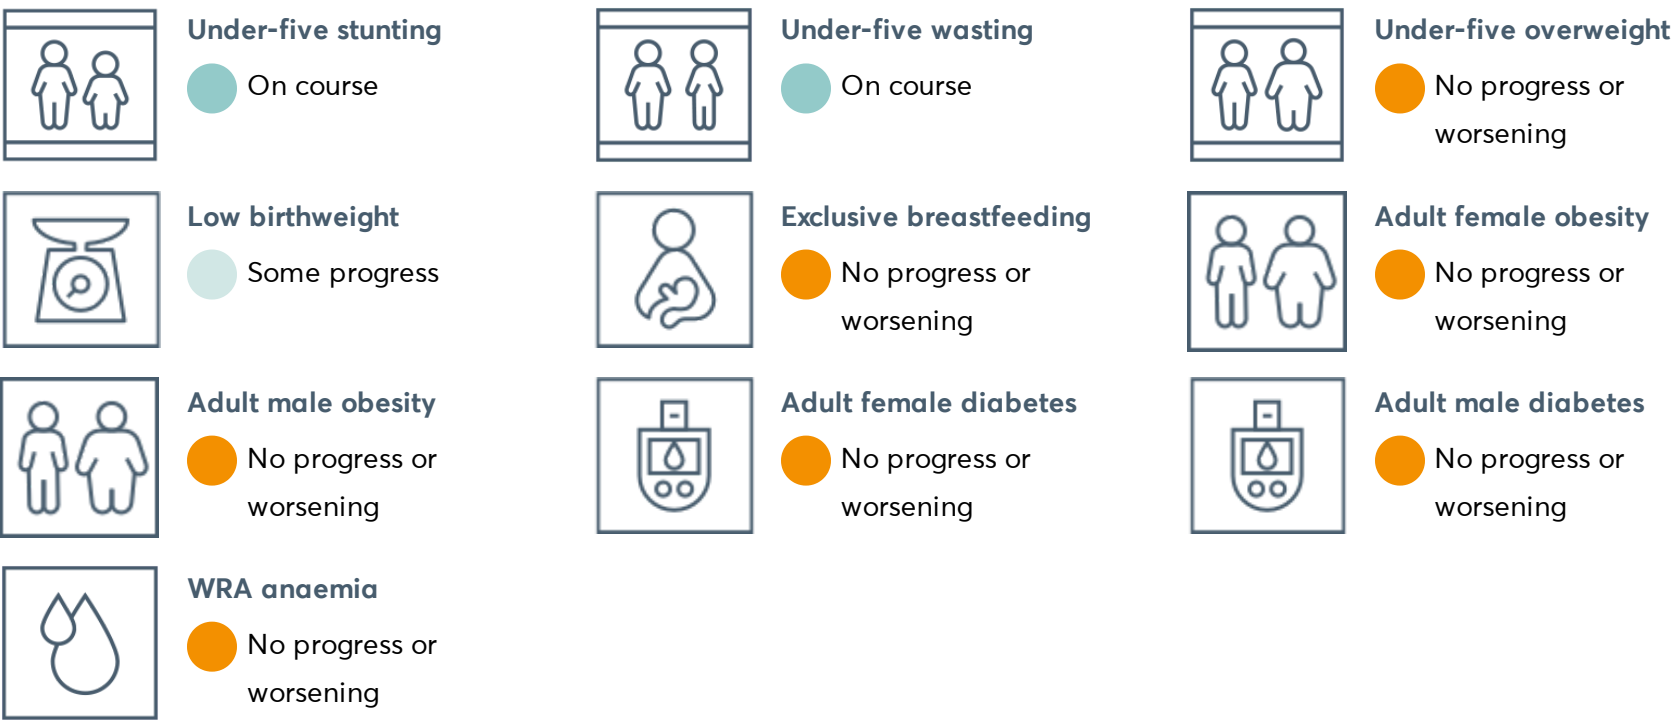 Under-five stunting
On course
Under-five wasting
On course
Under-five overweight
No progress or
worsening
Low birthweight
Some progress
Exclusive breastfeeding
No progress or
worsening
Adult female obesity
No progress or
worsening
Adult male obesity
No progress or
worsening
Adult female diabetes
No progress or
worsening
Adult male diabetes
No progress or
worsening
WRA anaemia
No progress or
worsening